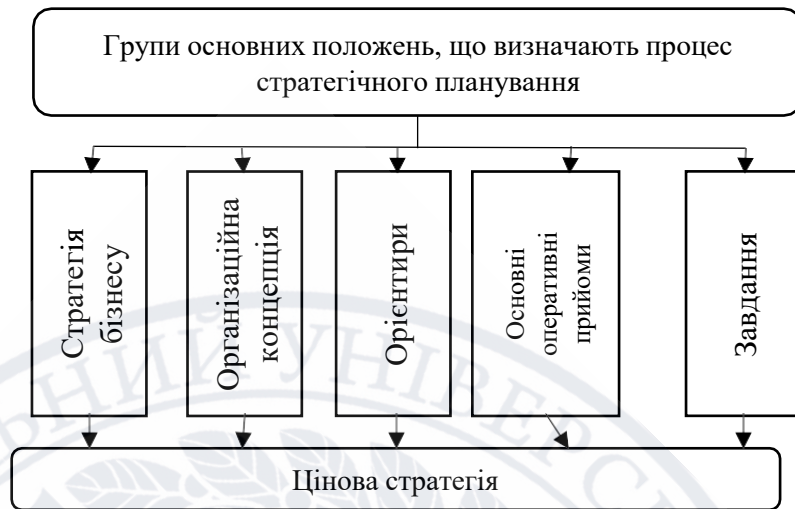 Групи основних положень, що визначають процес
стратегічного планування
Стратегія
бізнесу
Організаційна
концепція
Орієнтири
Основні
оперативні
прийоми
Завдання
Цінова стратегія